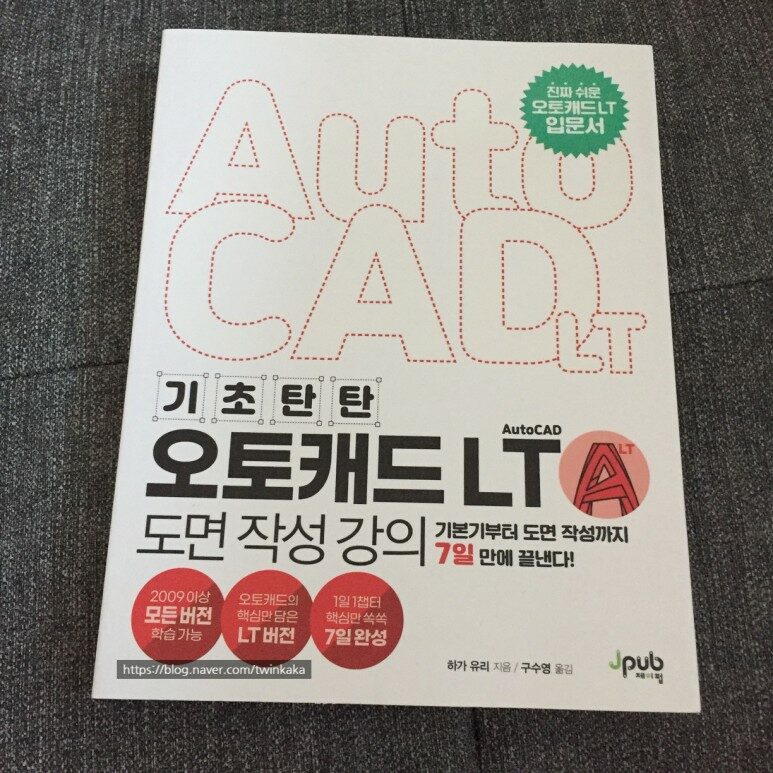 Auto
CAD LT
진짜 쉬운
오토캐드 LT
입문서
기초탄탄
AutoCAD
오토캐드 LT
LT
도면 작성 강의
기본기부터 도면 작성까지
7일 만에 끝낸다!
2009 이상
모든 버전
학습 가능
오토캐드의
핵심만 담은
LT 버전
1일 1챕터
핵심만 쏙쏙
7일 완성
https://blog.naver.com/twinkaka
하가 유리 지음 / 구수영 옮김
Jpub
제이펍